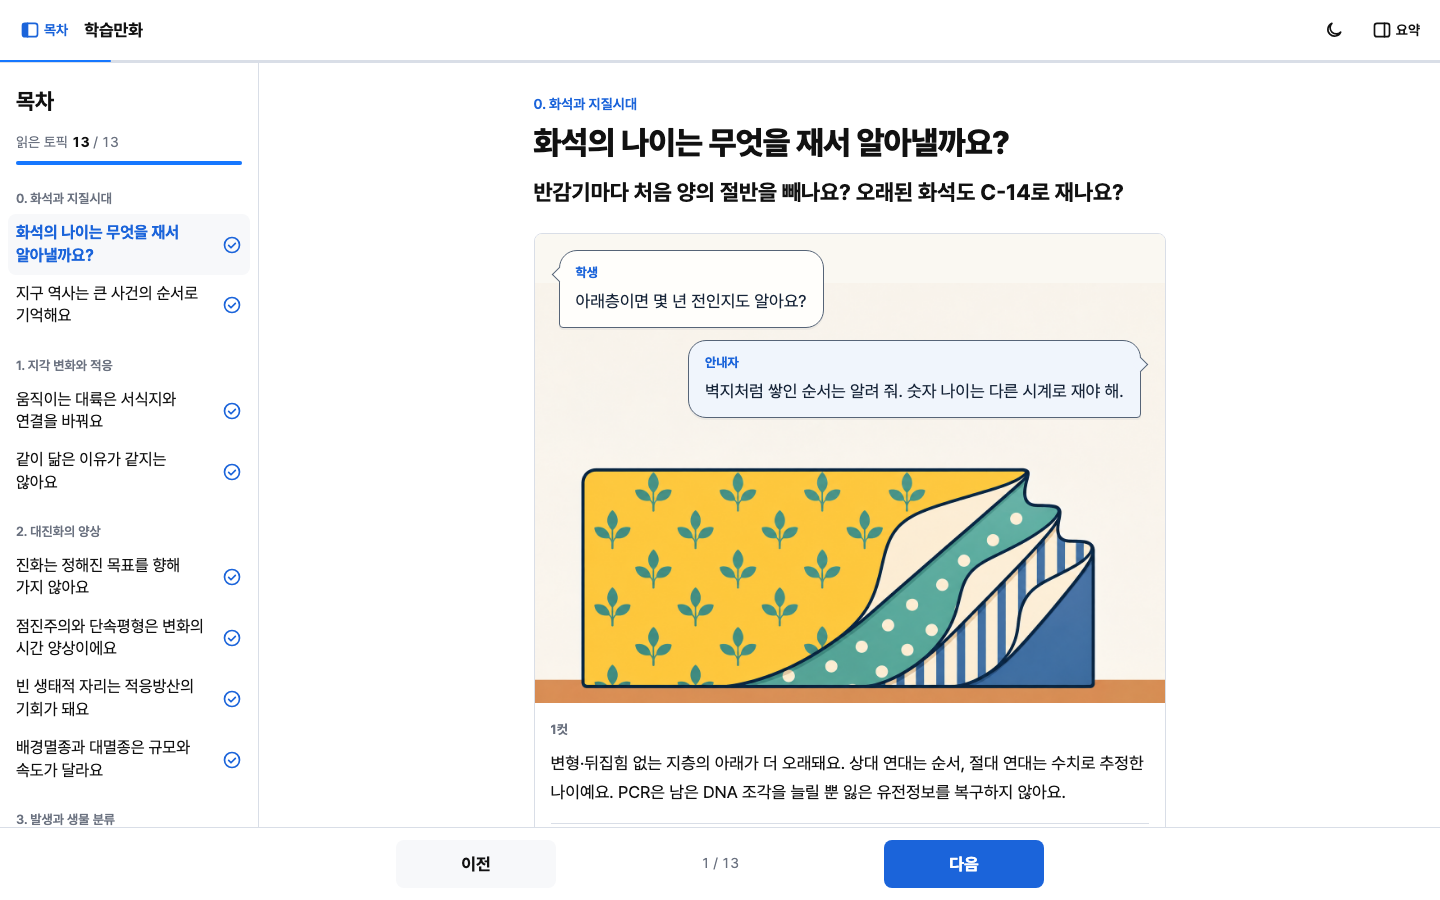 목차
학습만화
요약
목차
읽은 토픽 13 / 13
0. 화석과 지질시대
화석의 나이는 무엇을 재서
알아낼까요?
지구 역사는 큰 사건의 순서로
기억해요
1. 지각 변화와 적응
움직이는 대륙은 서식지와
연결을 바꿔요
같이 닮은 이유가 같지는
않아요
2. 대진화의 양상
진화는 정해진 목표를 향해
가지 않아요
점진주의와 단속평형은 변화의
시간 양상이에요
빈 생태적 자리는 적응방산의
기회가 돼요
배경멸종과 대멸종은 규모와
속도가 달라요
3. 발생과 생물 분류
0. 화석과 지질시대
화석의 나이는 무엇을 재서 알아낼까요?
반감기마다 처음 양의 절반을 빼나요? 오래된 화석도 C-14로 재나요?
학생
아래층이면 몇 년 전인지도 알아요?
안내자
벽지처럼 쌓인 순서는 알려 줘. 숫자 나이는 다른 시계로 재야 해.
1컷
변형·뒤집힘 없는 지층의 아래가 더 오래돼요. 상대 연대는 순서, 절대 연대는 수치로 추정한
나이예요. PCR은 남은 DNA 조각을 늘릴 뿐 잃은 유전정보를 복구하지 않아요.
이전
1 / 13
다음